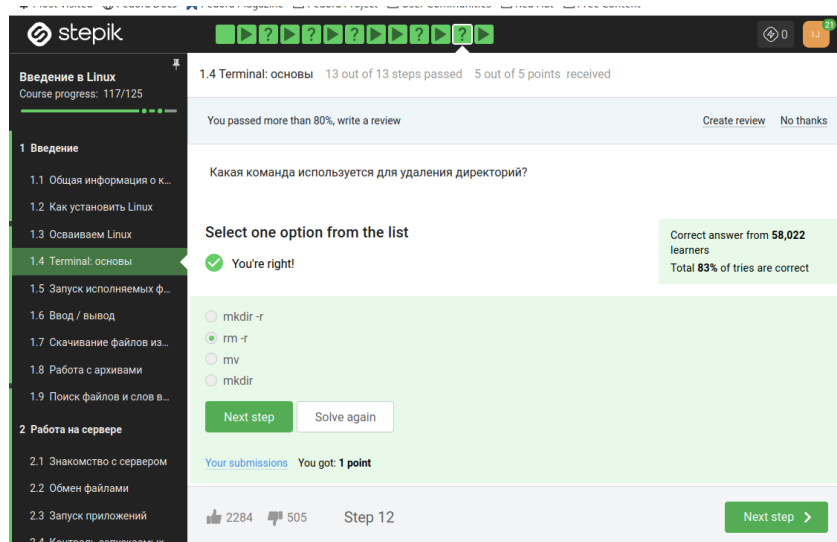 stepik
0
21
IJ
Введение в Linux
Course progress: 117/125
1.4 Terminal: основы 13 out of 13 steps passed 5 out of 5 points received
You passed more than 80%, write a review
Create review No thanks
1 Введение
1.1 Общая информация о к...
1.2 Как установить Linux
1.3 Осваиваем Linux
1.4 Terminal: основы
1.5 Запуск исполняемых ф...
1.6 Ввод / вывод
1.7 Скачивание файлов из...
1.8 Работа с архивами
1.9 Поиск файлов и слов в...
2 Работа на сервере
2.1 Знакомство с сервером
2.2 Обмен файлами
2.3 Запуск приложений
Какая команда используется для удаления директорий?
Select one option from the list
You're right!
Correct answer from 58,022
learners
Total 83% of tries are correct
mkdir -r
rm -r
mv
mkdir
Next step Solve again
Your submissions You got: 1 point
2284 505 Step 12
Next step